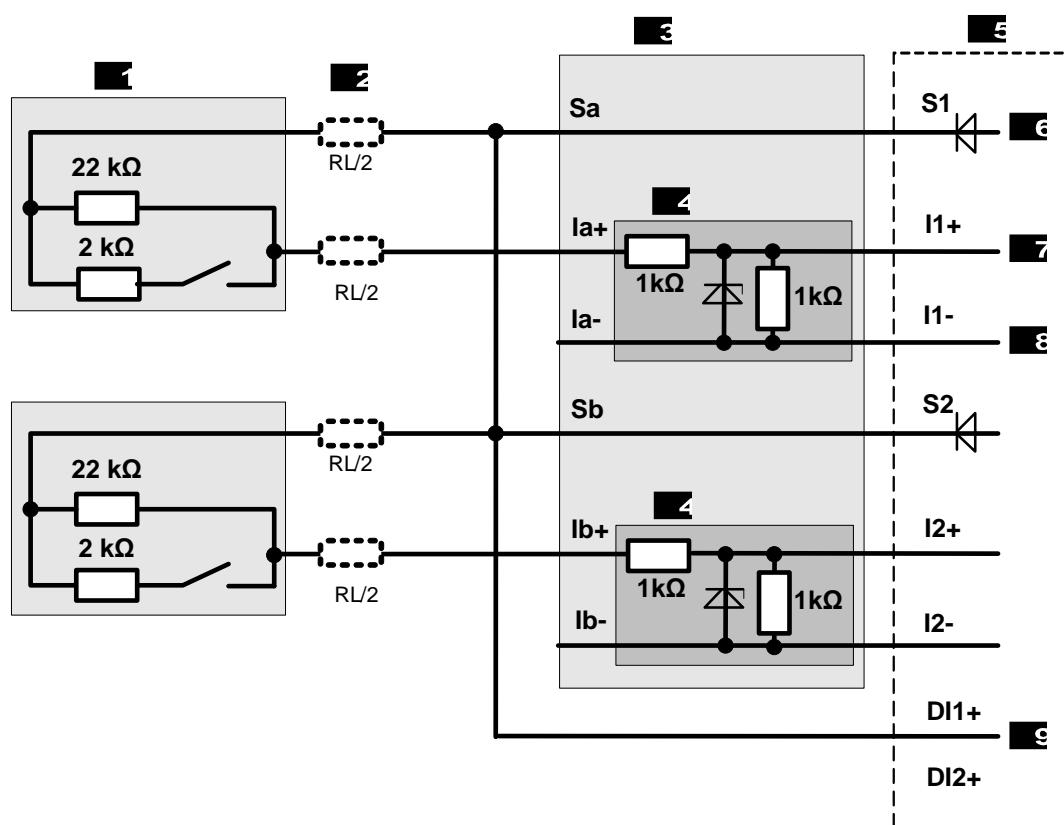 5
3
1
2
Sa
S1
6
RL/2
22 kΩ
4
Ia+
I1+
7
2 kΩ
1kΩ
1kΩ
RL/2
Ia-
I1-
8
Sb
S2
RL/2
22 kΩ
4
Ib+
I2+
2 kΩ
1kΩ
1kΩ
RL/2
Ib-
I2-
DI1+
9
DI2+